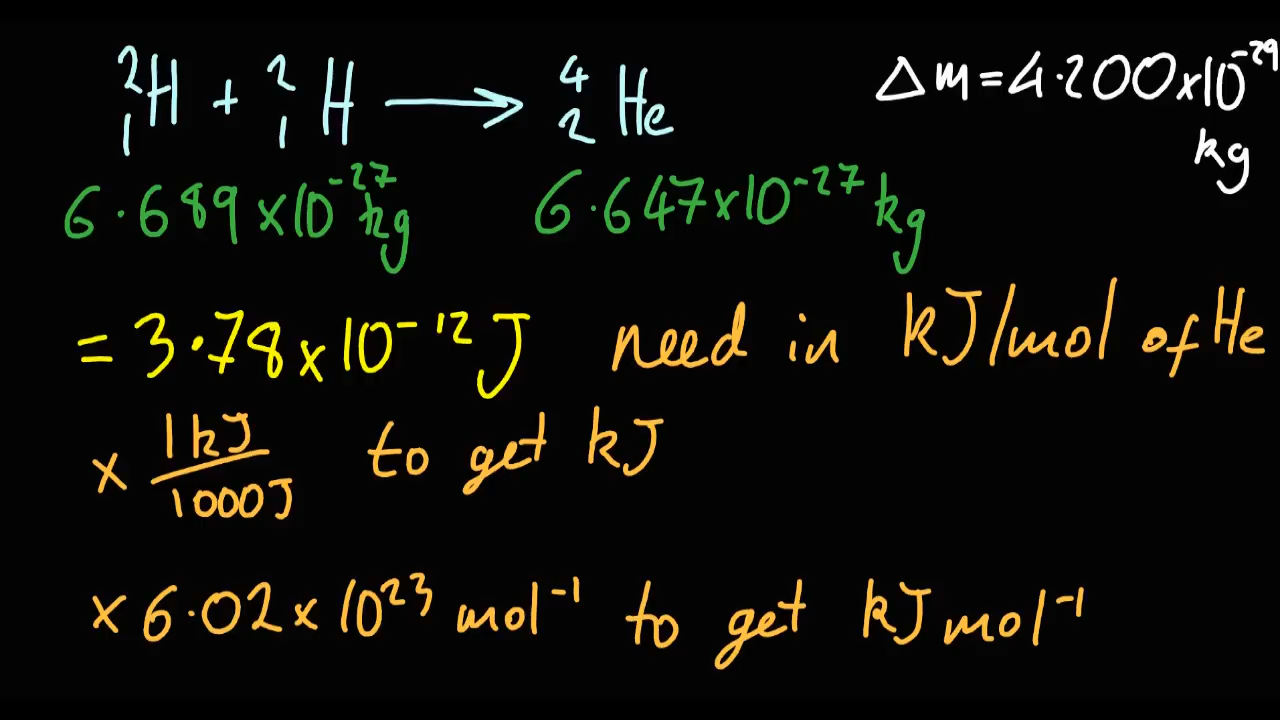 ²₁H + ²₁H ⟶ ⁴₂He Δm = 4·200×10⁻²⁹
kg
6·689×10⁻²⁷ kg 6·647×10⁻²⁷ kg
= 3·78×10⁻¹² J need in kJ/mol of He
× 1kJ/1000J to get kJ
× 6·02×10²³ mol⁻¹ to get kJ mol⁻¹